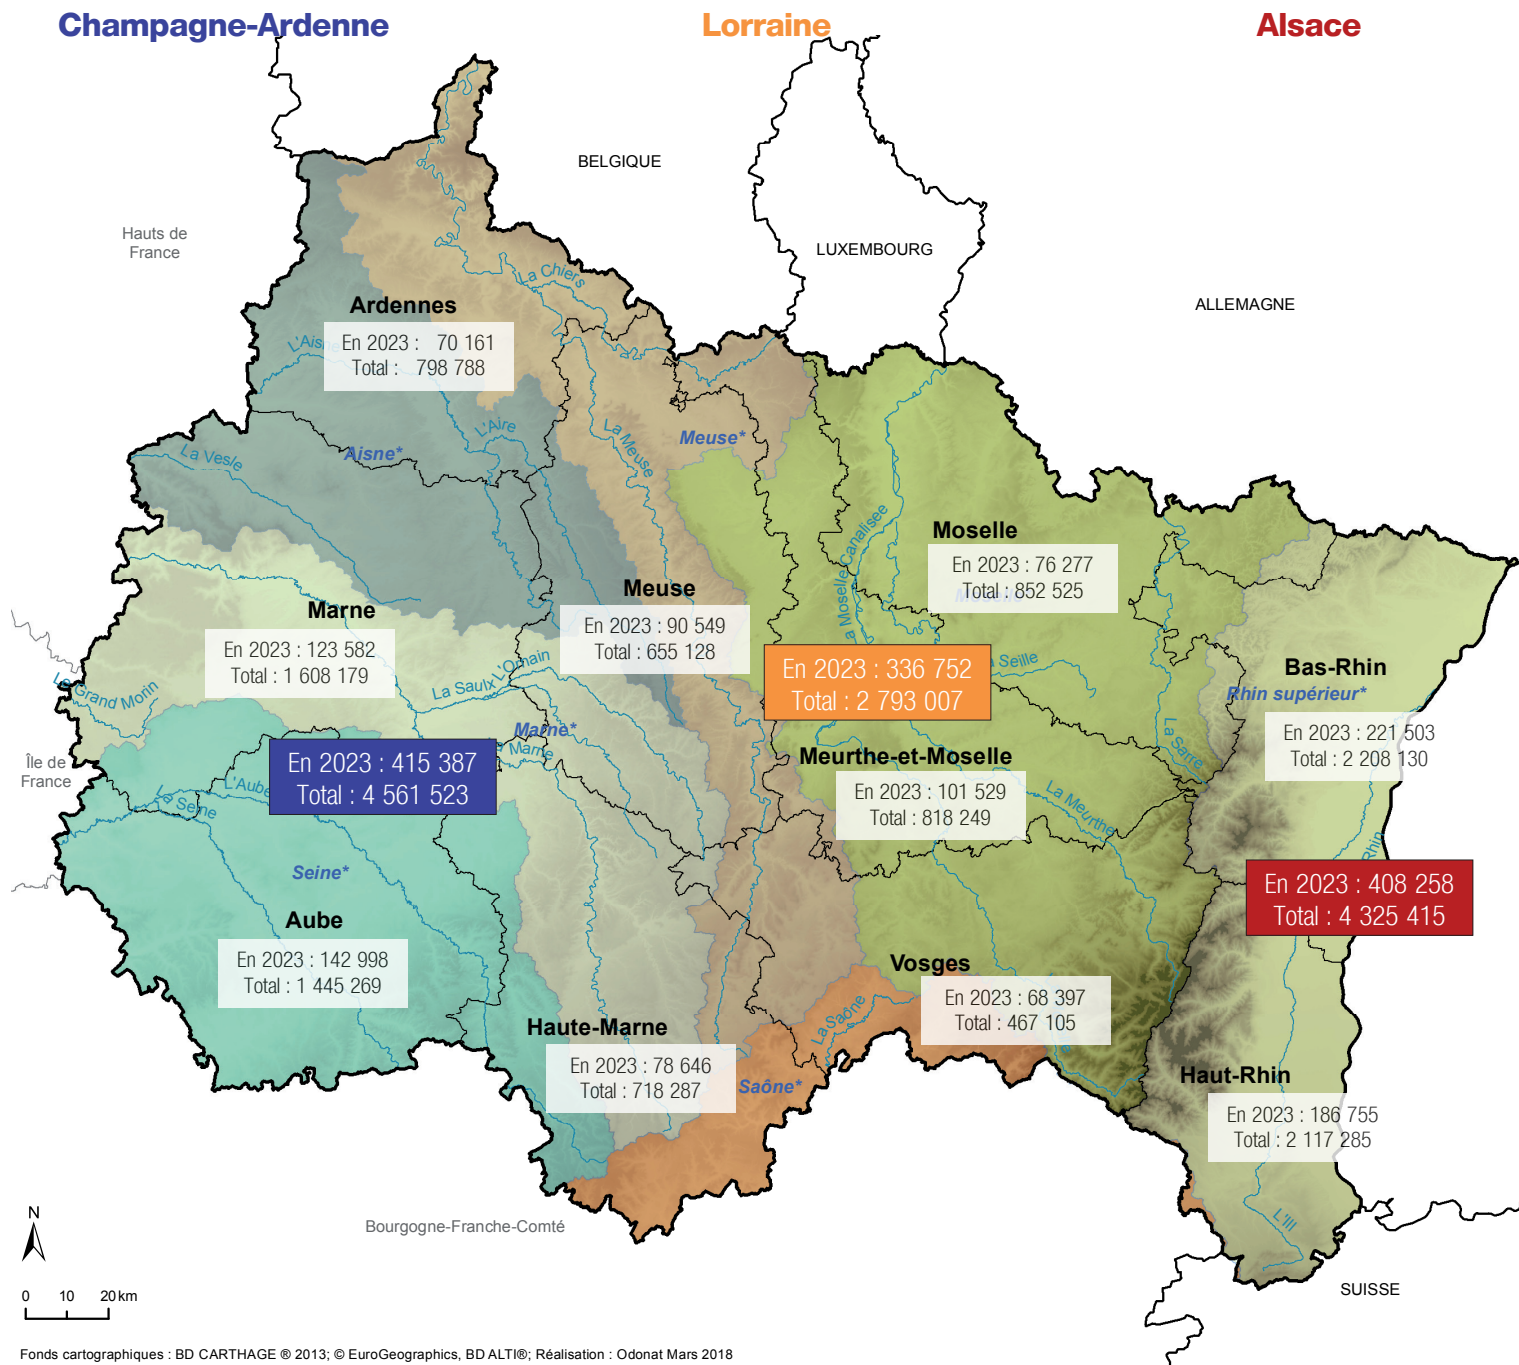 Champagne-Ardenne
Lorraine
Alsace
BELGIQUE
LUXEMBOURG
ALLEMAGNE
Hauts de
France
La Chiers
Ardennes
En 2023 : 70 161
Total : 798 788
L'Aisne
L'Aire
La Meuse
Meuse*
Aisne*
La Vesle
Moselle
En 2023 : 76 277
Total : 852 525
La Moselle Canalisee
Meuse
En 2023 : 90 549
Total : 655 128
Marne
En 2023 : 123 582
Total : 1 608 179
En 2023 : 336 752
Total : 2 793 007
Seille
Bas-Rhin
Rhin supérieur*
En 2023 : 221 503
Total : 2 208 130
Le Grand Morin
La Saulx
L'Ornain
Marne*
La Marne
La Sarre
Île de
France
En 2023 : 415 387
Total : 4 561 523
Meurthe-et-Moselle
En 2023 : 101 529
Total : 818 249
La Meurthe
La Seine
L'Aube
Rhin
Seine*
En 2023 : 408 258
Total : 4 325 415
Aube
En 2023 : 142 998
Total : 1 445 269
Vosges
En 2023 : 68 397
Total : 467 105
La Saône
Haute-Marne
En 2023 : 78 646
Total : 718 287
Saône*
Haut-Rhin
En 2023 : 186 755
Total : 2 117 285
L'Ill
Bourgogne-Franche-Comté
SUISSE
N
0 10 20 km
Fonds cartographiques : BD CARTHAGE ® 2013; © EuroGeographics, BD ALTI®; Réalisation : Odonat Mars 2018